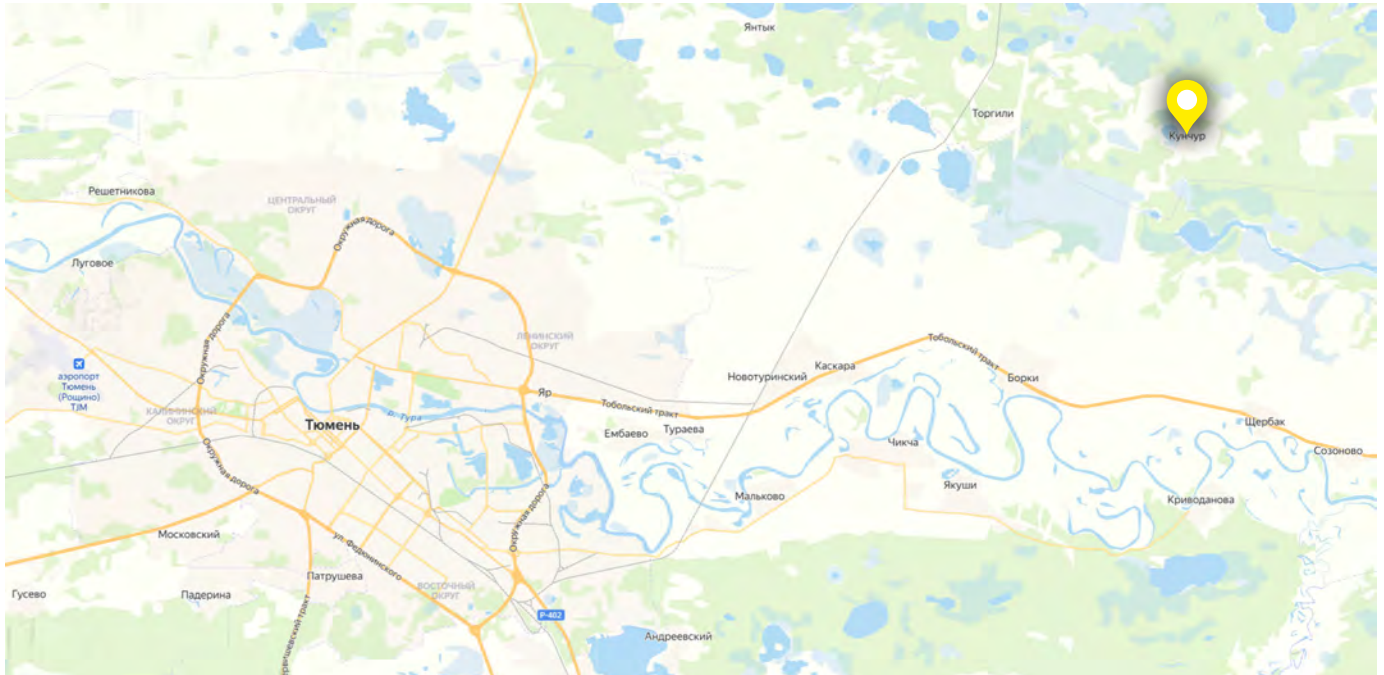 Янтык
Торгили
Кунчур
Решетникова
ЦЕНТРАЛЬНЫЙ
ОКРУГ
Окружная дорога
Луговое
Окружная дорога
ЛЕНИНСКИЙ
ОКРУГ
Тобольский тракт
аэропорт
Тюмень
(Рощино)
TJM
Каскара
Новотуринский
Борки
Яр
Тобольский тракт
КАЛИНИНСКИЙ
ОКРУГ
р. Тура
Тюмень
Ембаево
Тураева
Чикча
Щербак
Созоново
Окружная дорога
Якуши
Мальково
Криводанова
Окружная дорога
Московский
ул. Федюнинского
Патрушева
ВОСТОЧНЫЙ
ОКРУГ
Гусево
Падерина
Р-402
Андреевский
рвишевский тракт